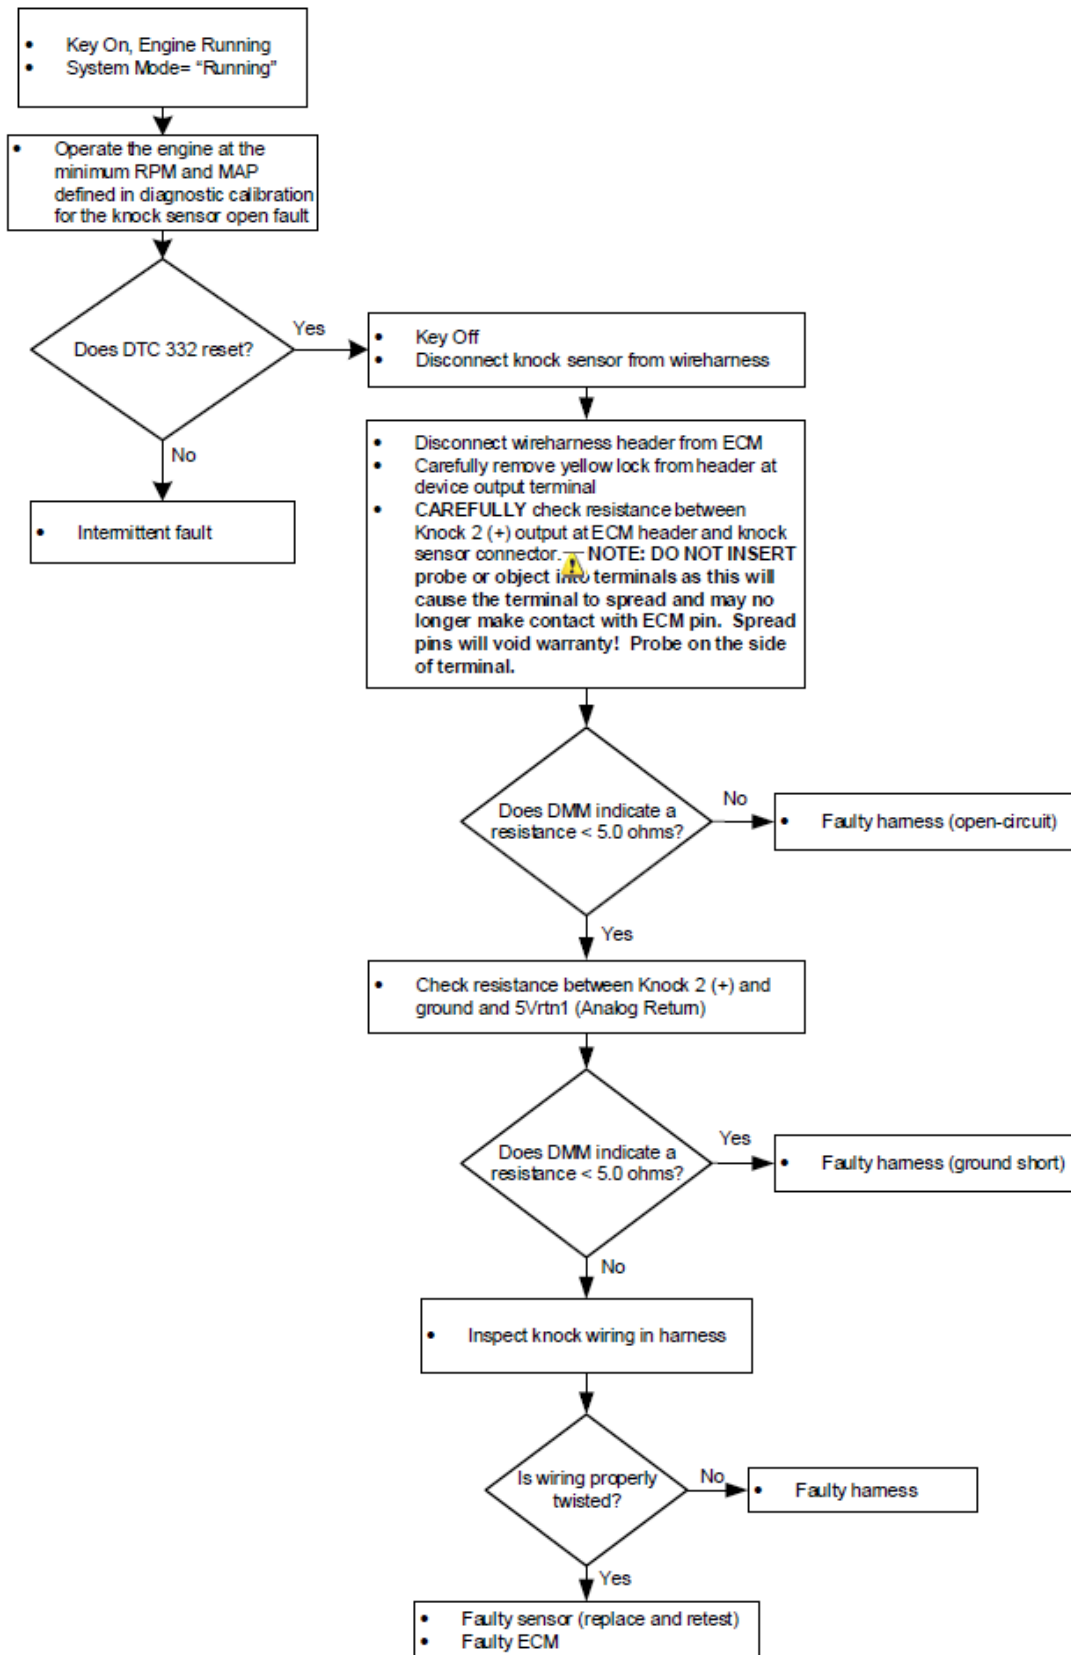 • Key On, Engine Running
• System Mode= “Running”
• Operate the engine at the
minimum RPM and MAP
defined in diagnostic calibration
for the knock sensor open fault
Does DTC 332 reset?
Yes
• Key Off
• Disconnect knock sensor from wireharness
No
• Intermittent fault
• Disconnect wireharness header from ECM
• Carefully remove yellow lock from header at
device output terminal
• CAREFULLY check resistance between
Knock 2 (+) output at ECM header and knock
sensor connector. NOTE: DO NOT INSERT
probe or object into terminals as this will
cause the terminal to spread and may no
longer make contact with ECM pin. Spread
pins will void warranty! Probe on the side
of terminal.
Does DMM indicate a
resistance < 5.0 ohms?
No
• Faulty harness (open-circuit)
Yes
• Check resistance between Knock 2 (+) and
ground and 5Vrtn1 (Analog Return)
Does DMM indicate a
resistance < 5.0 ohms?
Yes
• Faulty harness (ground short)
No
• Inspect knock wiring in harness
Is wiring properly
twisted?
No
• Faulty harness
Yes
• Faulty sensor (replace and retest)
• Faulty ECM